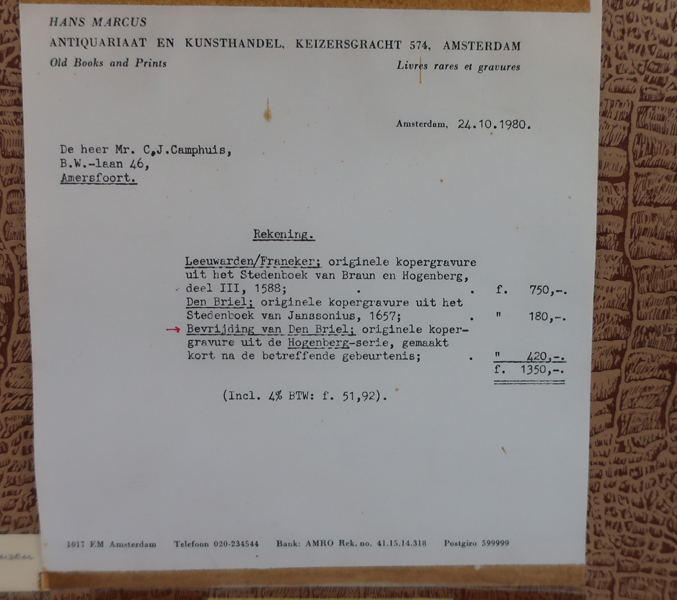 HANS MARCUS
ANTIQUARIAAT EN KUNSTHANDEL, KEIZERSGRACHT 574, AMSTERDAM
Old Books and Prints Livres rares et gravures
Amsterdam, 24.10.1980.
De heer Mr. C.J.Camphuis,
B.W.-laan 46,
Amersfoort.
Rekening.
Leeuwarden/Franeker; originele kopergravure
uit het Stedenboek van Braun en Hogenberg,
deel III, 1588; . . f. 750,-.
Den Briel; originele kopergravure uit het
Stedenboek van Janssonius, 1657; . " 180,-.
→ Bevrijding van Den Briel; originele koper-
gravure uit de Hogenberg-serie, gemaakt
kort na de betreffende gebeurtenis; . " 420,-.
f. 1350,-.
(Incl. 4% BTW: f. 51,92).
1017 EM Amsterdam Telefoon 020-234544 Bank: AMRO Rek. no. 41.15.14.318 Postgiro 599999